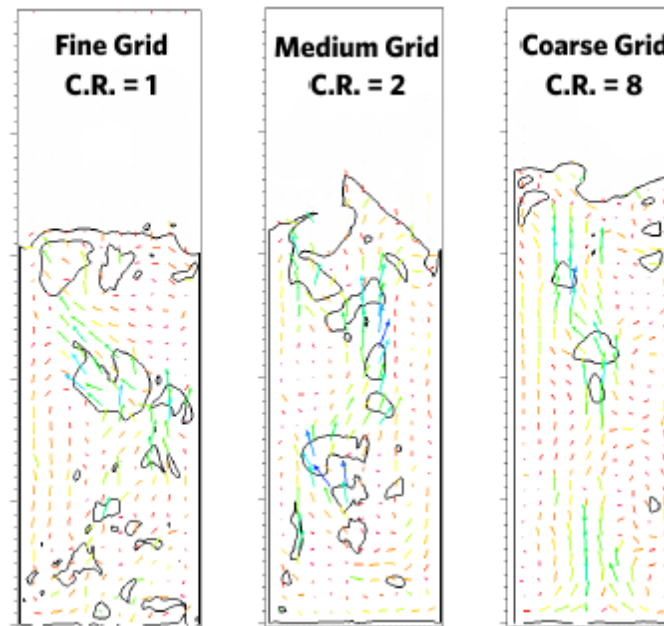 Fine Grid
C.R. = 1
Medium Grid
C.R. = 2
Coarse Grid
C.R. = 8